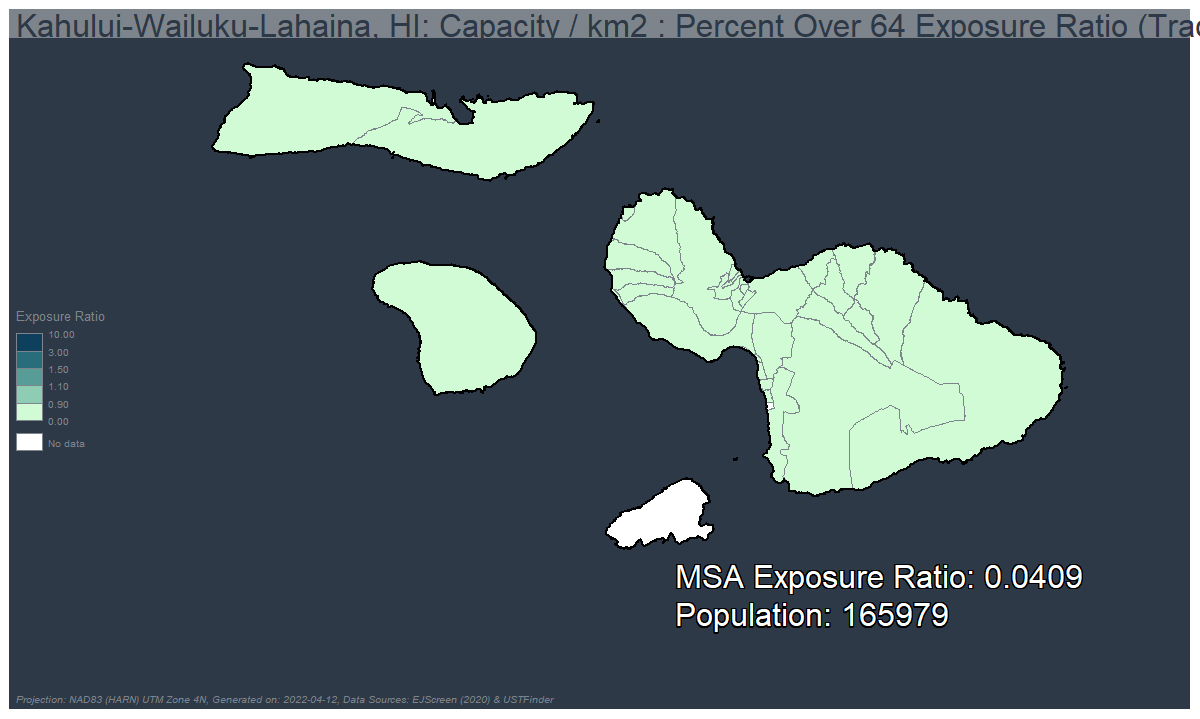 Kahului-Wailuku-Lahaina, HI: Capacity / km2 : Percent Over 64 Exposure Ratio (Trac
Exposure Ratio
10.00
3.00
1.50
1.10
0.90
0.00
No data
MSA Exposure Ratio: 0.0409
Population: 165979
Projection: NAD83 (HARN) UTM Zone 4N, Generated on: 2022-04-12, Data Sources: EJScreen (2020) & USTFinder